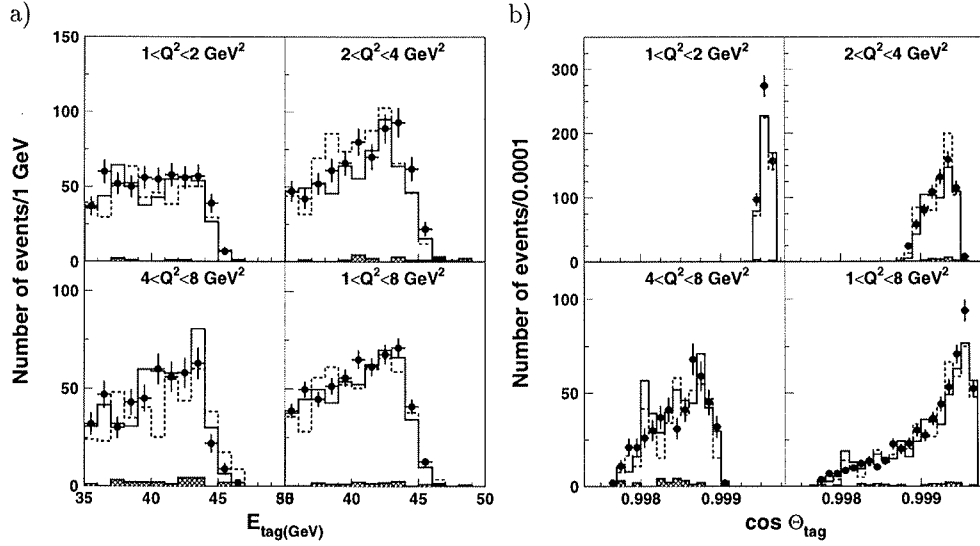 a)
b)
Number of events/1 GeV
150
100
50
0
100
50
0
1<Q²<2 GeV²
2<Q²<4 GeV²
4<Q²<8 GeV²
1<Q²<8 GeV²
35 40 45 40 45 50
E_tag(GeV)
Number of events/0.0001
350
300
200
100
0
100
50
0
1<Q²<2 GeV²
2<Q²<4 GeV²
4<Q²<8 GeV²
1<Q²<8 GeV²
0.998 0.999 0.998 0.999
cos Θ_tag